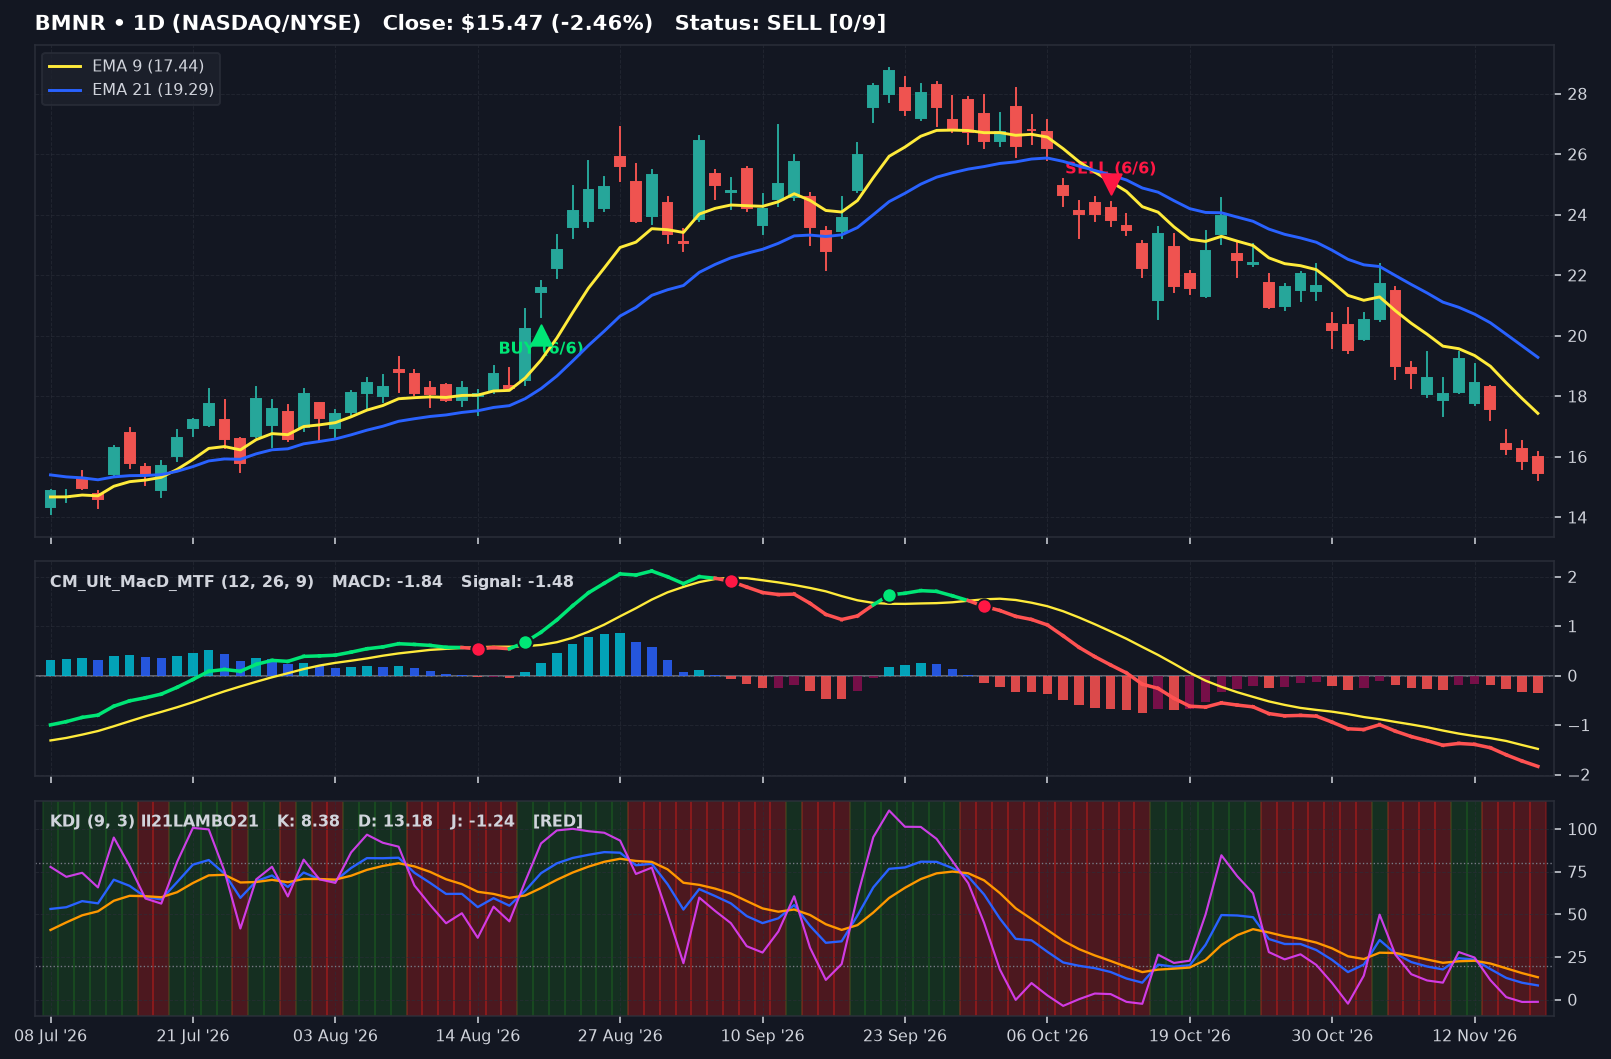 BMNR • 1D (NASDAQ/NYSE)   Close: $15.47 (-2.46%)   Status: SELL [0/9]
EMA 9 (17.44)
EMA 21 (19.29)
28
26
24
22
20
18
16
14
SELL (6/6)
BUY (6/6)
CM_Ult_MacD_MTF (12, 26, 9)   MACD: -1.84   Signal: -1.48
2
1
0
−1
−2
KDJ (9, 3) II21LAMBO21   K: 8.38   D: 13.18   J: -1.24   [RED]
100
75
50
25
0
08 Jul '26   21 Jul '26   03 Aug '26   14 Aug '26   27 Aug '26   10 Sep '26   23 Sep '26   06 Oct '26   19 Oct '26   30 Oct '26   12 Nov '26